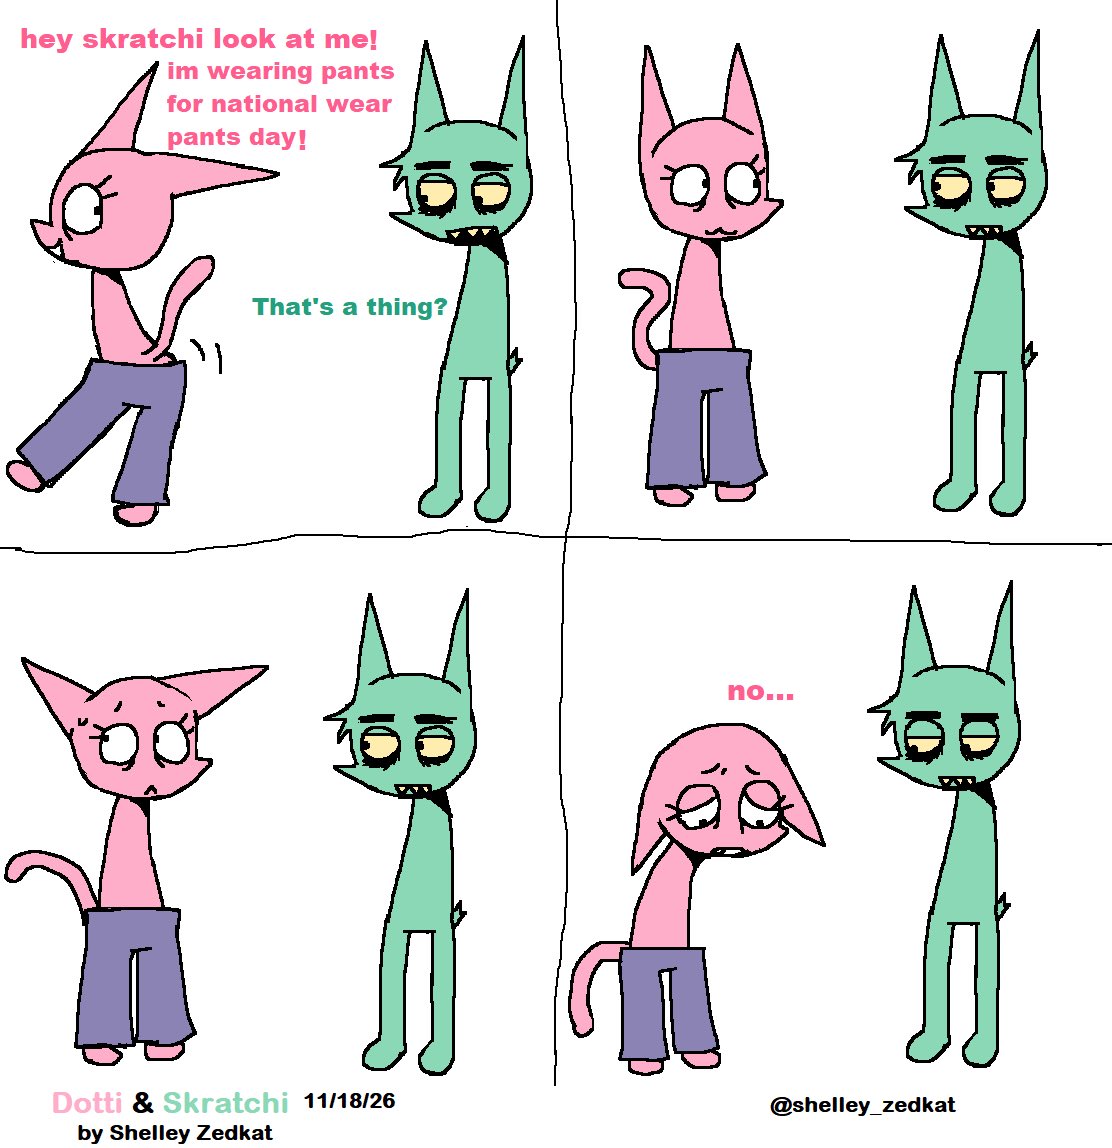 hey skratchi look at me!
im wearing pants
for national wear
pants day!
That's a thing?
no...
Dotti & Skratchi 11/18/26
by Shelley Zedkat
@shelley_zedkat